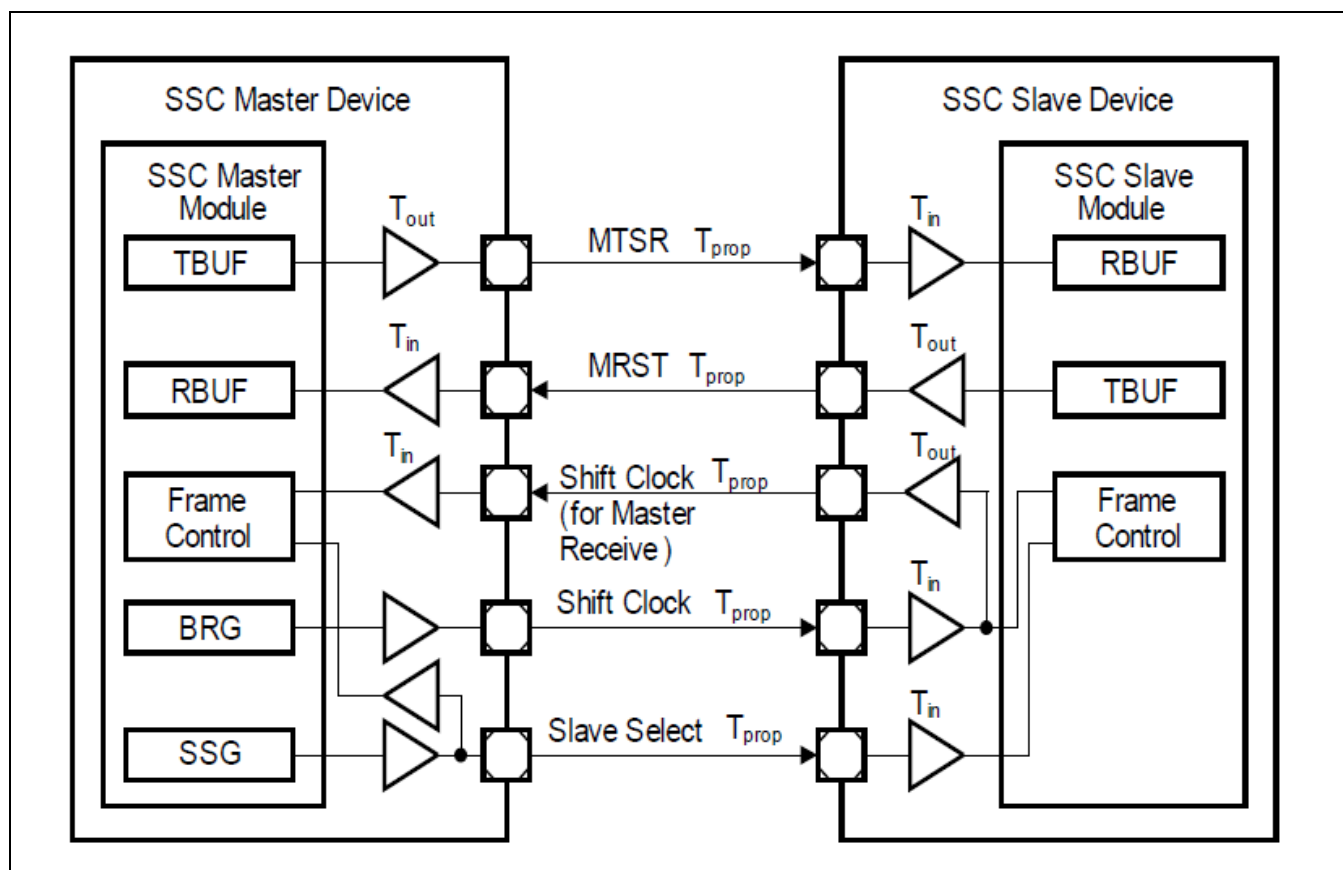 SSC Master Device
SSC Slave Device
SSC Master
Module
SSC Slave
Module
TBUF
Tout
MTSR Tprop
Tin
RBUF
RBUF
Tin
MRST Tprop
Tout
TBUF
Frame
Control
Tin
Shift Clock Tprop
(for Master
Receive)
Tout
Frame
Control
BRG
Shift Clock Tprop
Tin
SSG
Slave Select Tprop
Tin